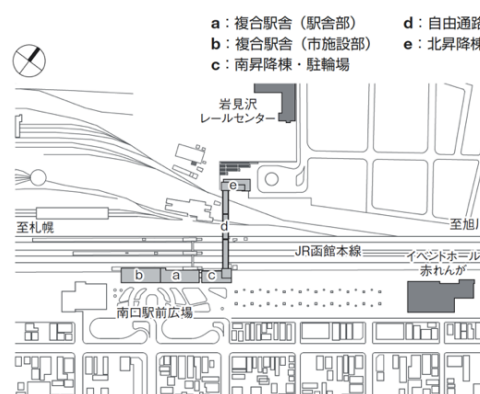 a：複合駅舎（駅舎部）
b：複合駅舎（市施設部）
c：南昇降棟・駐輪場
d：自由通路
e：北昇降棟
岩見沢
レールセンター
e
d
至札幌
至旭川
JR函館本線
イベントホール
赤れんが
b a c
南口駅前広場